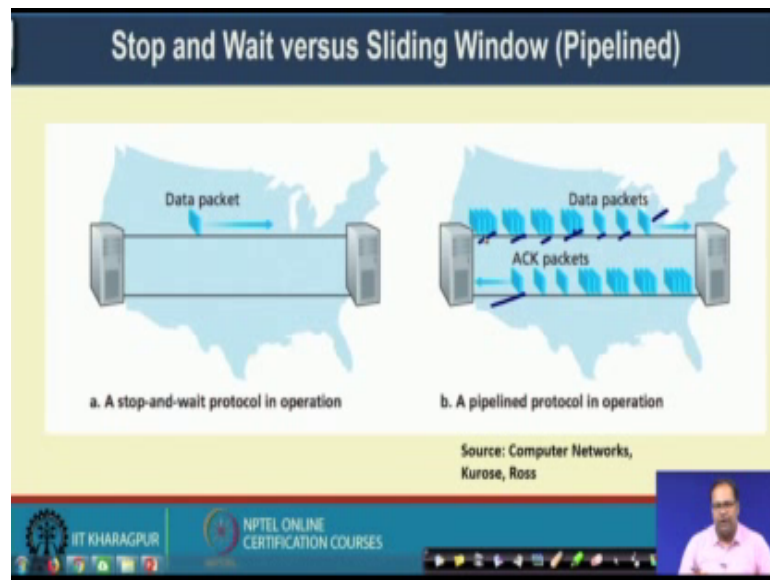 Stop and Wait versus Sliding Window (Pipelined)
Data packet
Data packets
ACK packets
a. A stop-and-wait protocol in operation
b. A pipelined protocol in operation
Source: Computer Networks,
Kurose, Ross
IIT KHARAGPUR
NPTEL ONLINE
CERTIFICATION COURSES